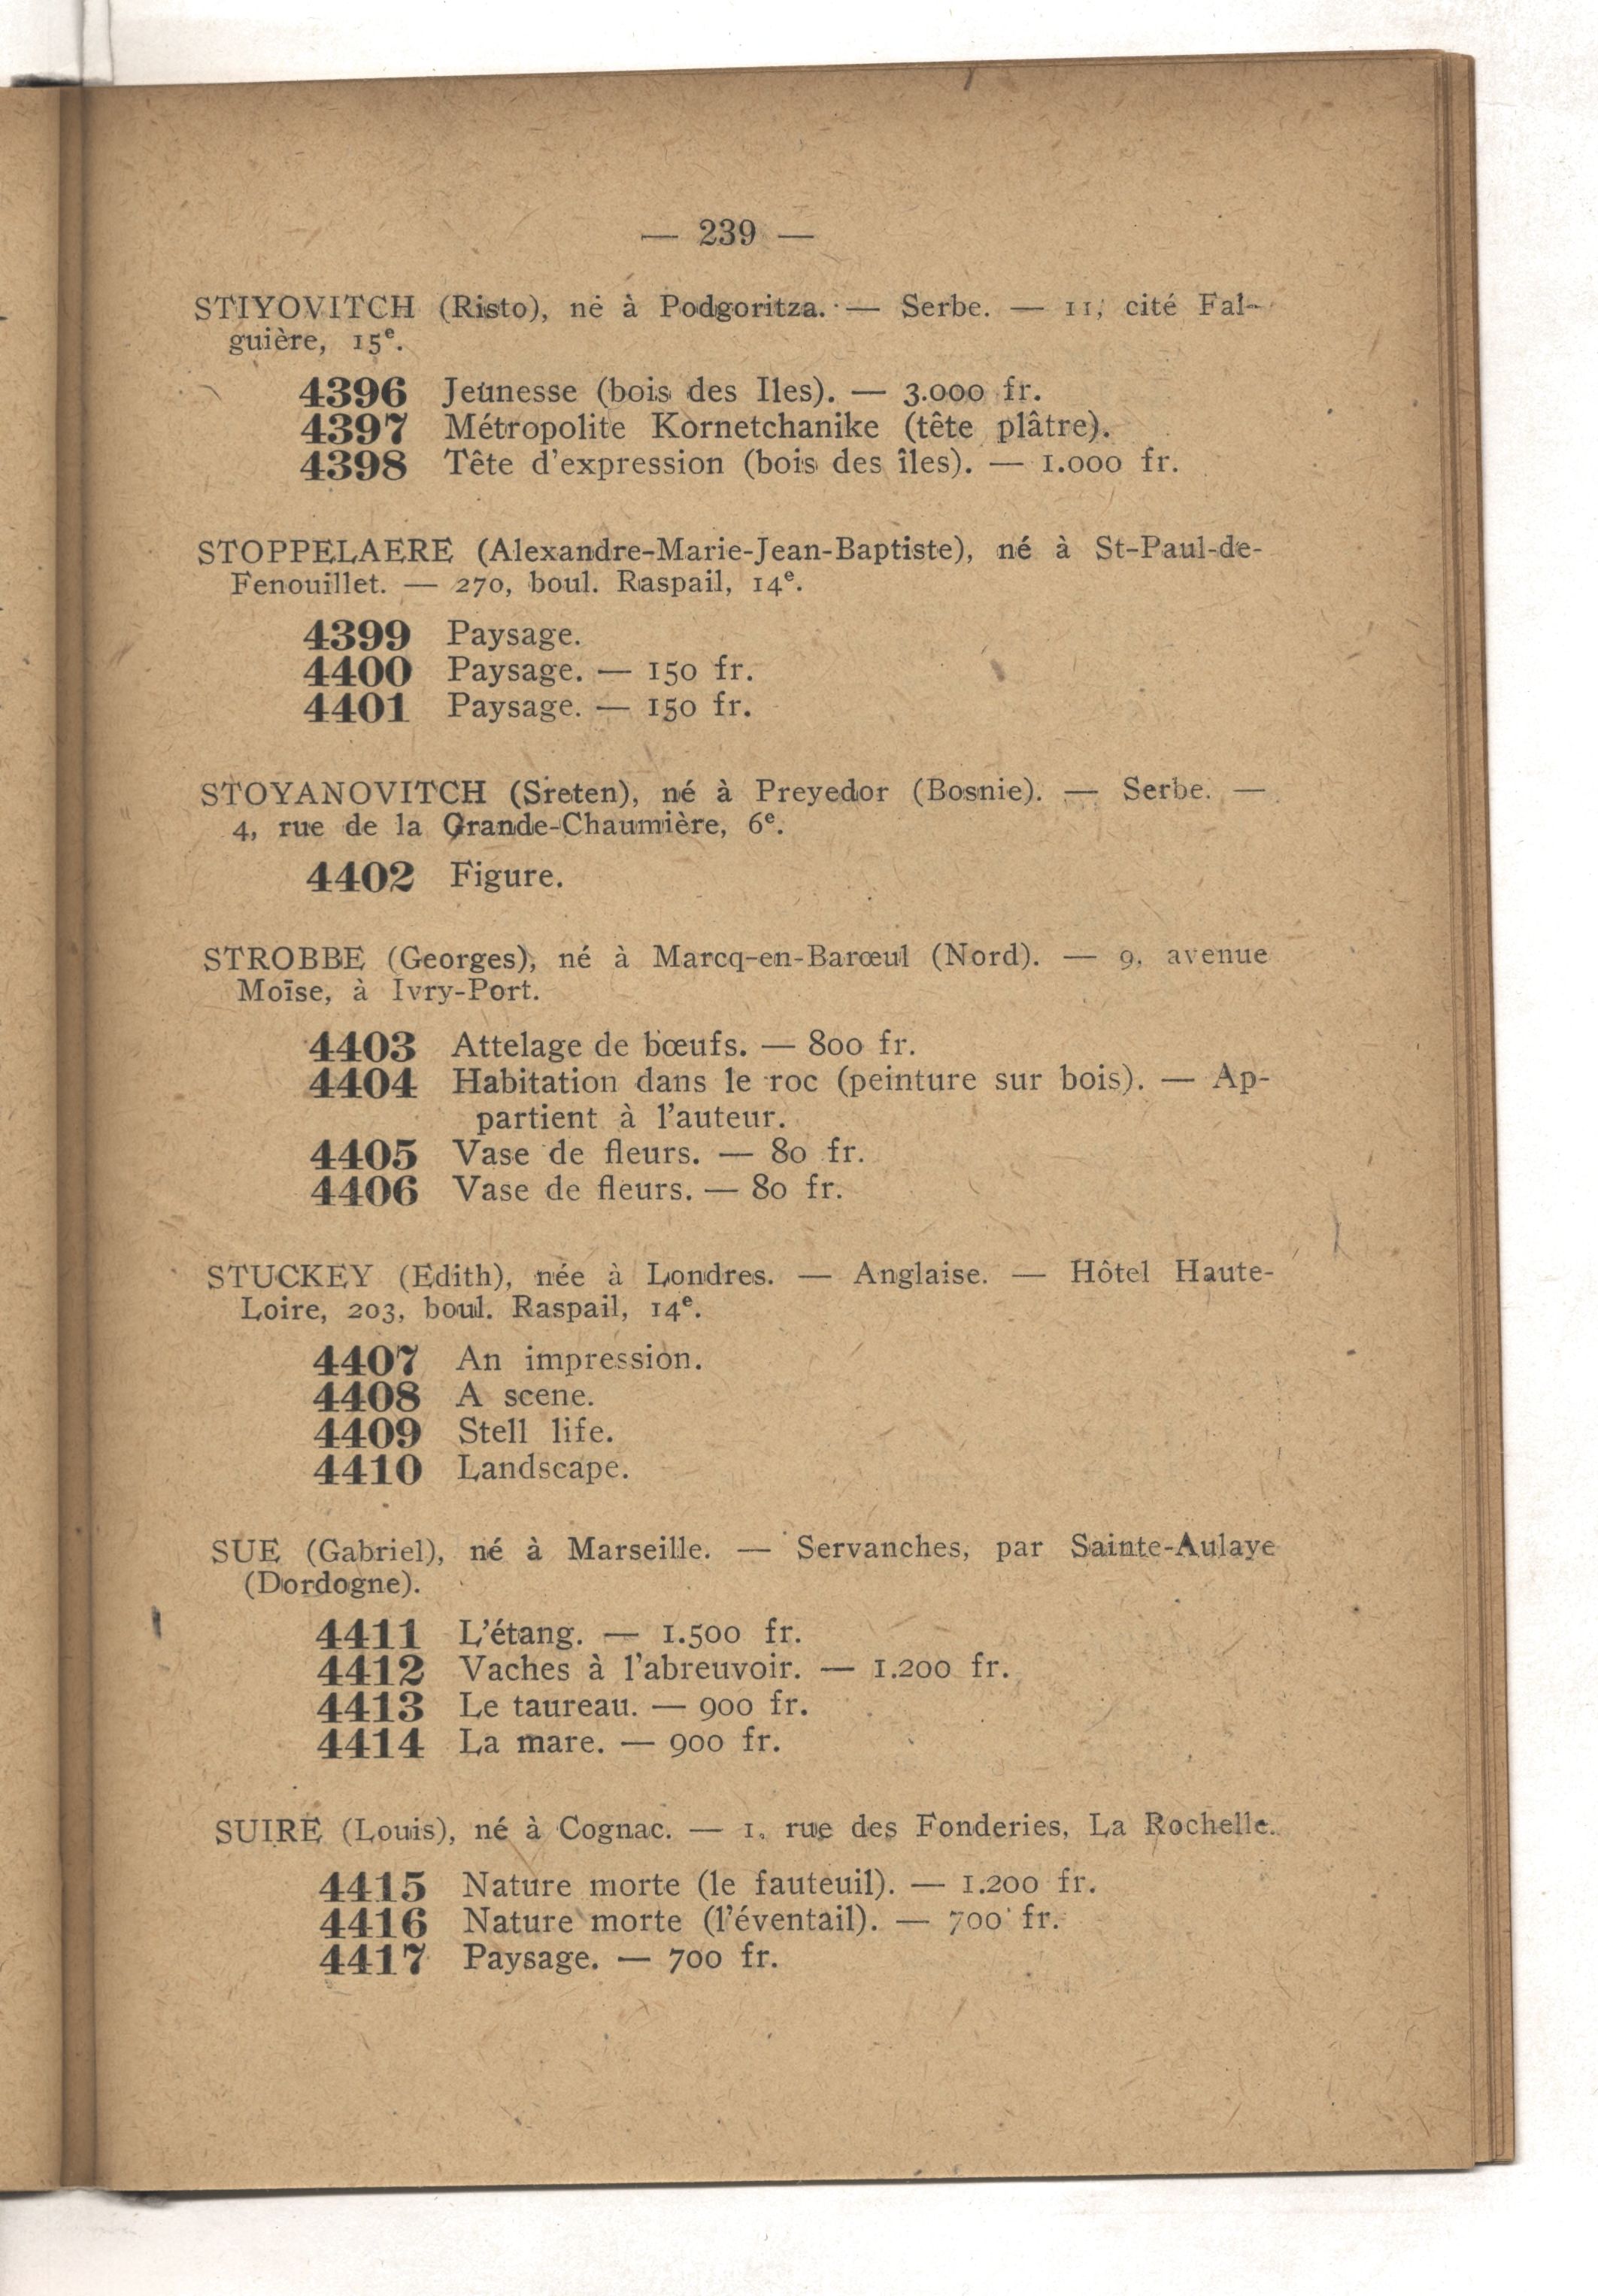 — 239 —
STIYOVITCH (Risto), né à Podgoritza. — Serbe. — 11, cité Fal-
guière, 15e.
4396 Jeunesse (bois des Iles). — 3.000 fr.
4397 Métropolite Kornetchanike (tête plâtre).
4398 Tête d'expression (bois des îles). — 1.000 fr.
STOPPELAERE (Alexandre-Marie-Jean-Baptiste), né à St-Paul-de-
Fenouillet. — 270, boul. Raspail, 14e.
4399 Paysage.
4400 Paysage. — 150 fr.
4401 Paysage. — 150 fr.
STOYANOVITCH (Sreten), né à Preyedor (Bosnie). — Serbe. —
4, rue de la Grande-Chaumière, 6e.
4402 Figure.
STROBBE (Georges), né à Marcq-en-Barœul (Nord). — 9, avenue
Moïse, à Ivry-Port.
4403 Attelage de bœufs. — 800 fr.
4404 Habitation dans le roc (peinture sur bois). — Ap-
partient à l'auteur.
4405 Vase de fleurs. — 80 fr.
4406 Vase de fleurs. — 80 fr.
STUCKEY (Edith), née à Londres. — Anglaise. — Hôtel Haute-
Loire, 203, boul. Raspail, 14e.
4407 An impression.
4408 A scene.
4409 Stell life.
4410 Landscape.
SUE (Gabriel), né à Marseille. — Servanches, par Sainte-Aulaye
(Dordogne).
4411 L'étang. — 1.500 fr.
4412 Vaches à l'abreuvoir. — 1.200 fr.
4413 Le taureau. — 900 fr.
4414 La mare. — 900 fr.
SUIRE (Louis), né à Cognac. — 1, rue des Fonderies, La Rochelle.
4415 Nature morte (le fauteuil). — 1.200 fr.
4416 Nature morte (l'éventail). — 700 fr.
4417 Paysage. — 700 fr.